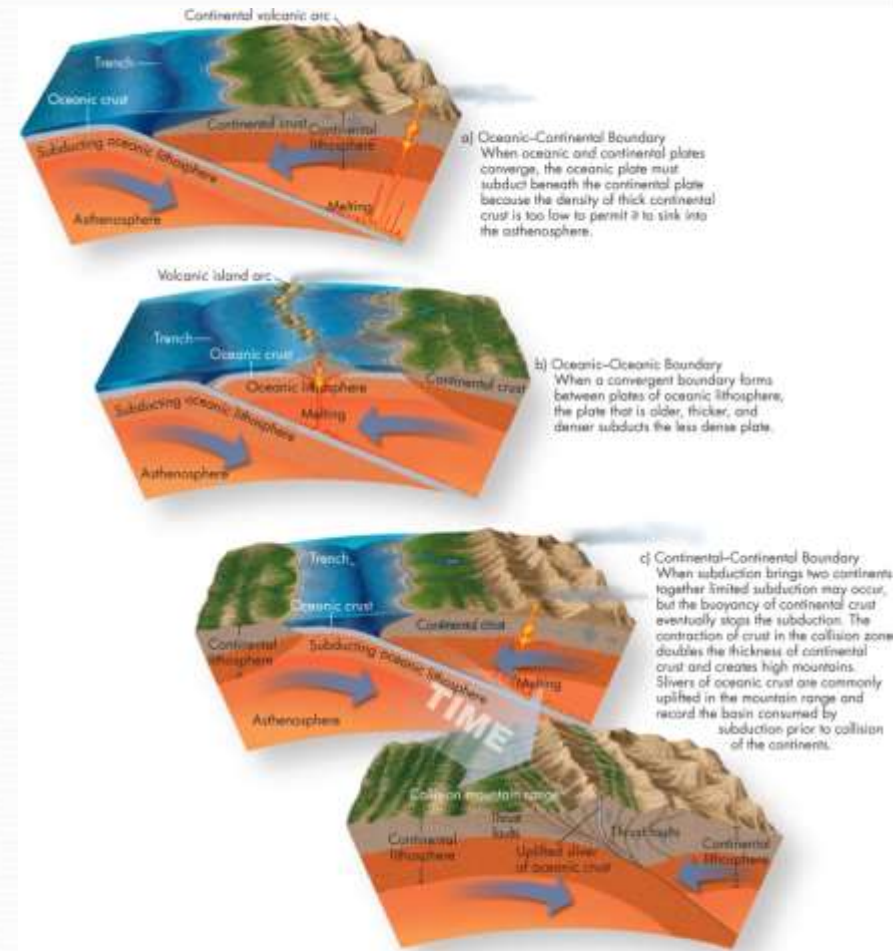 Continental volcanic arc
Trench
Oceanic crust
Continental crust
Continental
lithosphere
Subducting oceanic lithosphere
Melting
Asthenosphere
a) Oceanic–Continental Boundary
When oceanic and continental plates
converge, the oceanic plate must
subduct beneath the continental plate
because the density of thick continental
crust is too low to permit it to sink into
the asthenosphere.
Volcanic island arc
Trench
Oceanic crust
Oceanic lithosphere
Continental crust
Subducting oceanic lithosphere
Melting
Asthenosphere
b) Oceanic–Oceanic Boundary
When a convergent boundary forms
between plates of oceanic lithosphere,
the plate that is older, thicker, and
denser subducts the less dense plate.
Trench
Oceanic crust
Continental crust
Continental
lithosphere
Subducting oceanic lithosphere
Melting
Asthenosphere
TIME
c) Continental–Continental Boundary
When subduction brings two continents
together limited subduction may occur,
but the buoyancy of continental crust
eventually stops the subduction. The
contraction of crust in the collision zone
doubles the thickness of continental
crust and creates high mountains.
Slivers of oceanic crust are commonly
uplifted in the mountain range and
record the basin consumed by
subduction prior to collision
of the continents.
Collision mountain range
Thrust
faults
Thrust faults
Continental
lithosphere
Uplifted sliver
of oceanic crust
Continental
lithosphere